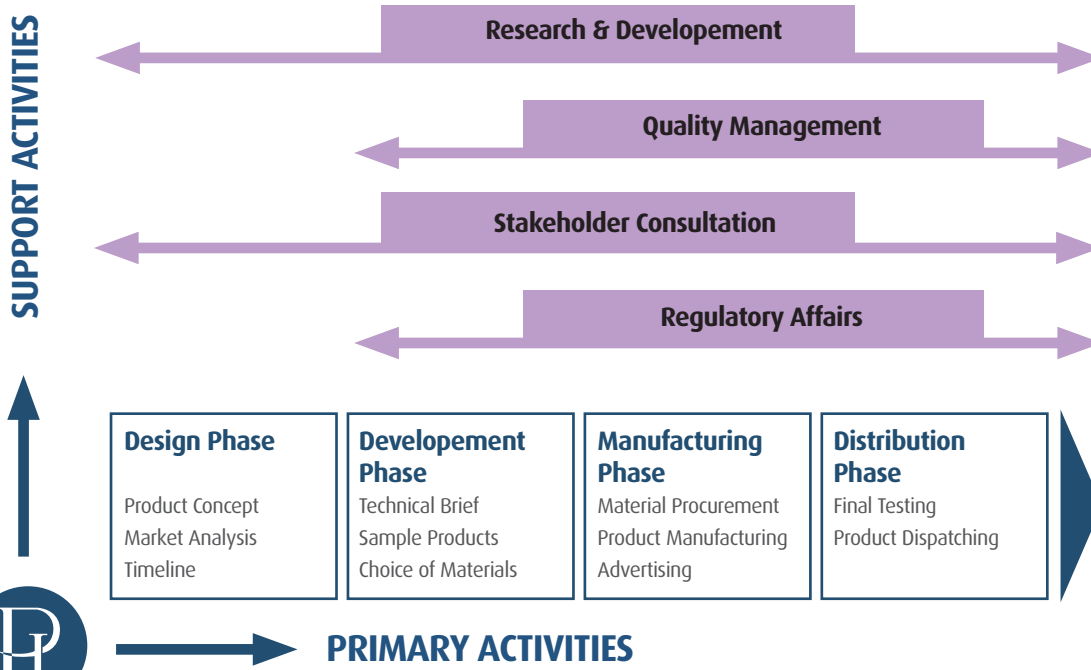 SUPPORT ACTIVITIES
Research & Developement
Quality Management
Stakeholder Consultation
Regulatory Affairs
Design Phase
Product Concept
Market Analysis
Timeline
Developement
Phase
Technical Brief
Sample Products
Choice of Materials
Manufacturing
Phase
Material Procurement
Product Manufacturing
Advertising
Distribution
Phase
Final Testing
Product Dispatching
PRIMARY ACTIVITIES